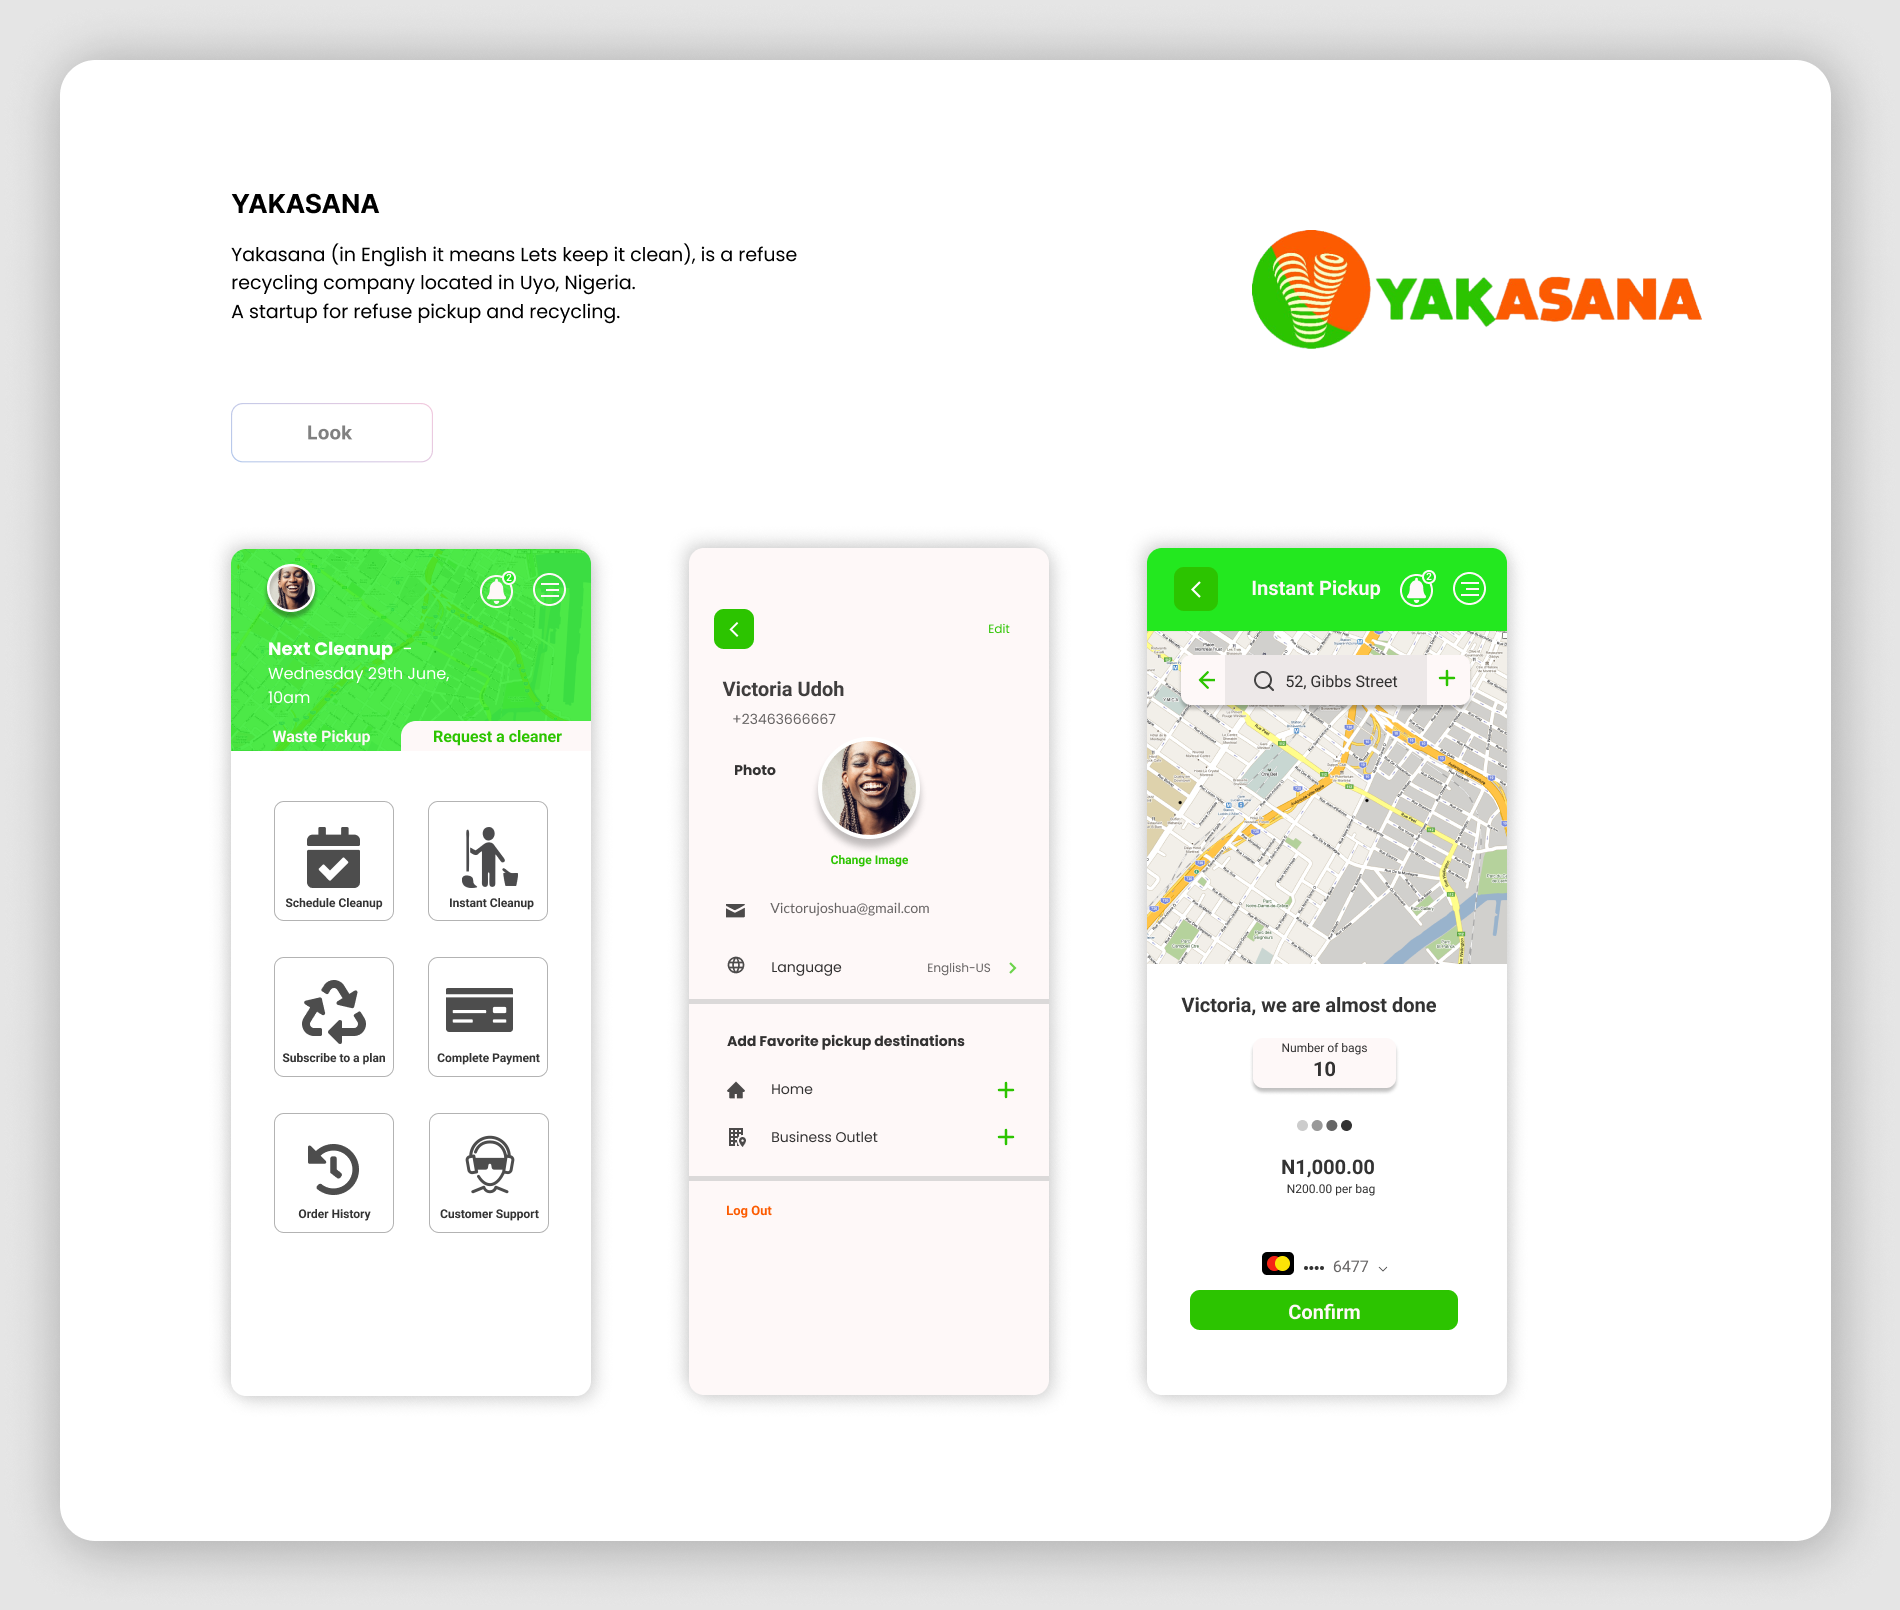 YAKASANA
Yakasana (in English it means Lets keep it clean), is a refuse
recycling company located in Uyo, Nigeria.
A startup for refuse pickup and recycling.
YAKASANA
Look
2
Next Cleanup -
Wednesday 29th June,
10am
Waste Pickup
Request a cleaner
Schedule Cleanup
Instant Cleanup
Subscribe to a plan
Complete Payment
Order History
Customer Support
Edit
Victoria Udoh
+23463666667
Photo
Change Image
Victorujoshua@gmail.com
Language English-US
Add Favorite pickup destinations
Home
Business Outlet
Log Out
Instant Pickup
2
52, Gibbs Street
Victoria, we are almost done
Number of bags
10
N1,000.00
N200.00 per bag
•••• 6477
Confirm